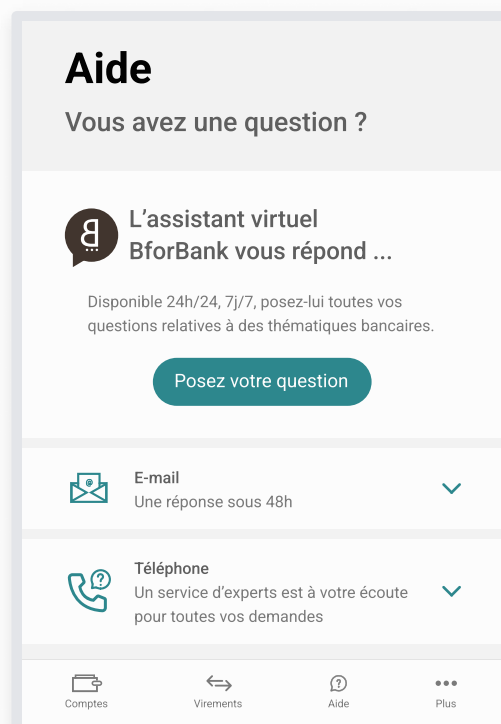 Aide
Vous avez une question ?
L’assistant virtuel
BforBank vous répond ...
Disponible 24h/24, 7j/7, posez-lui toutes vos
questions relatives à des thématiques bancaires.
Posez votre question
E-mail
Une réponse sous 48h
Téléphone
Un service d’experts est à votre écoute
pour toutes vos demandes
Comptes
Virements
Aide
Plus